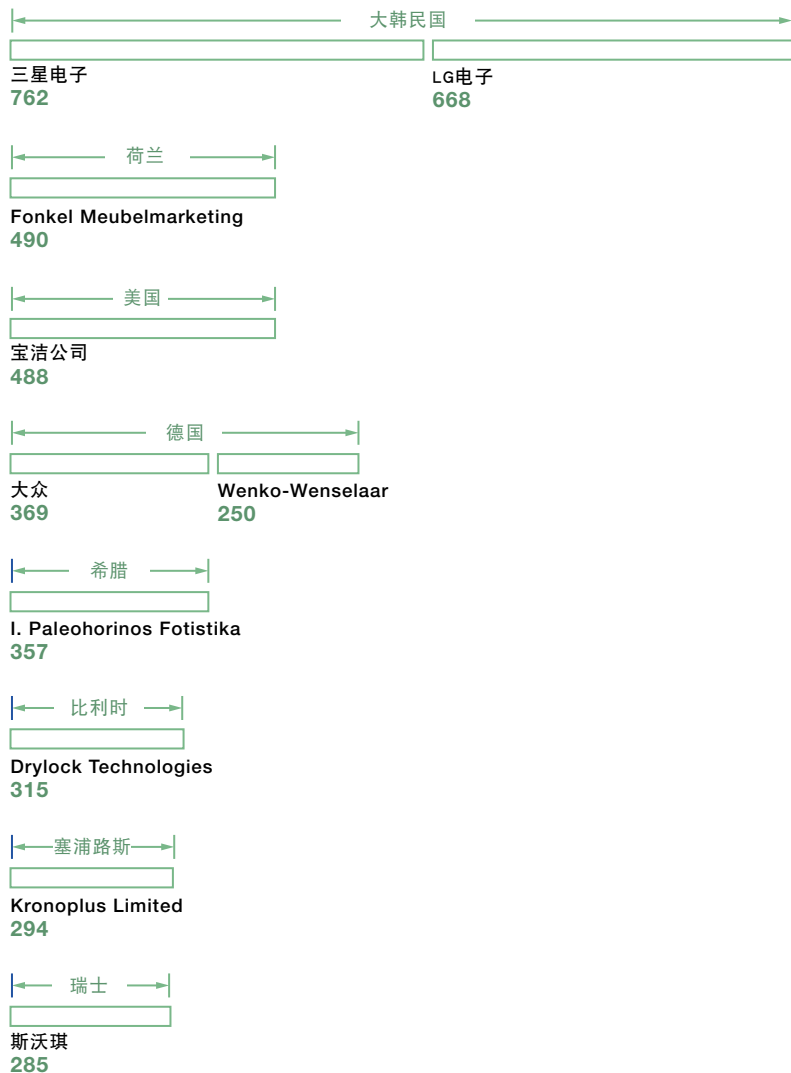 大韩民国
三星电子 LG电子
762 668
荷兰
Fonkel Meubelmarketing
490
美国
宝洁公司
488
德国
大众 Wenko-Wenselaar
369 250
希腊
I. Paleohorinos Fotistika
357
比利时
Drylock Technologies
315
塞浦路斯
Kronoplus Limited
294
瑞士
斯沃琪
285